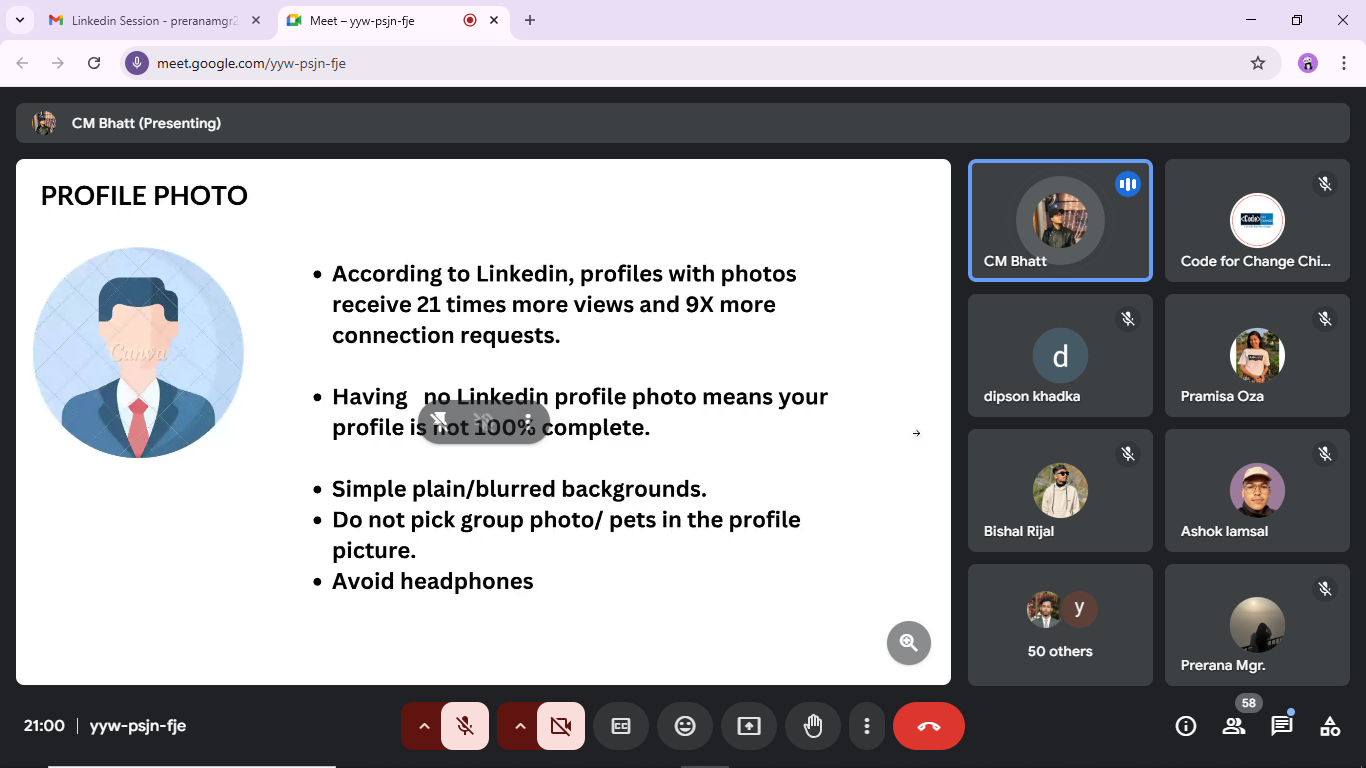 Linkedin Session - preranamgr2
Meet – yyw-psjn-fje
meet.google.com/yyw-psjn-fje
CM Bhatt (Presenting)
PROFILE PHOTO
Canva
• According to Linkedin, profiles with photos
receive 21 times more views and 9X more
connection requests.
• Having no Linkedin profile photo means your
profile is not 100% complete.
• Simple plain/blurred backgrounds.
• Do not pick group photo/ pets in the profile
picture.
• Avoid headphones
CM Bhatt
<Code>
Code for Change Chi...
d
dipson khadka
Pramisa Oza
Bishal Rijal
Ashok lamsal
y
50 others
Prerana Mgr.
21:00 | yyw-psjn-fje
58